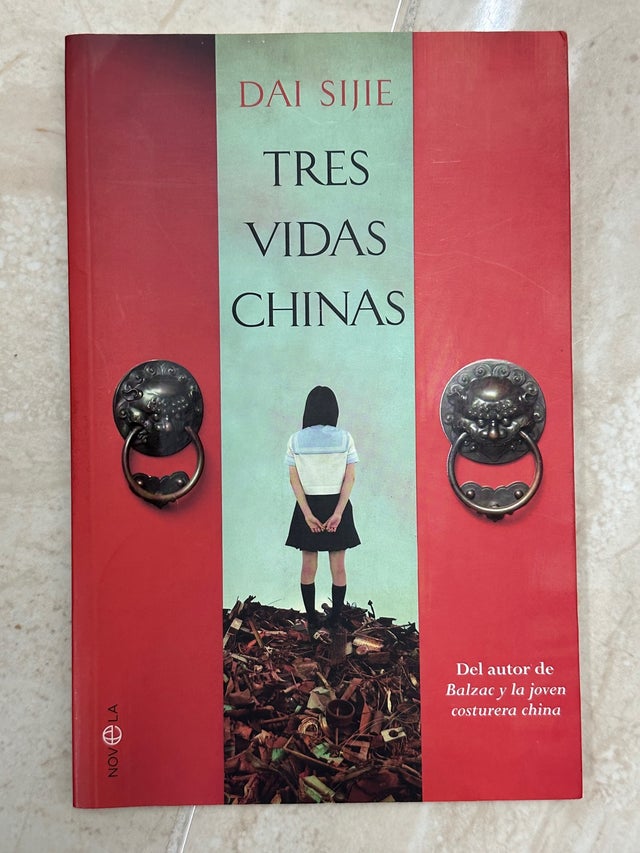 DAI SIJIE
TRES
VIDAS
CHINAS
Del autor de
Balzac y la joven
costurera china
NOVELA